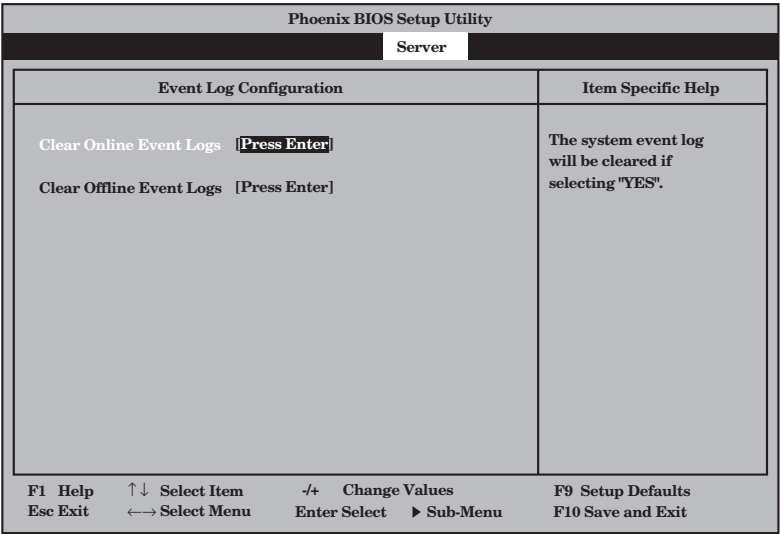 Phoenix BIOS Setup Utility
Server
Event Log Configuration
Item Specific Help
Clear Online Event Logs [Press Enter]
Clear Offline Event Logs [Press Enter]
The system event log
will be cleared if
selecting "YES".
F1 Help ↑↓ Select Item -/+ Change Values F9 Setup Defaults
Esc Exit ←→ Select Menu Enter Select ▶ Sub-Menu F10 Save and Exit